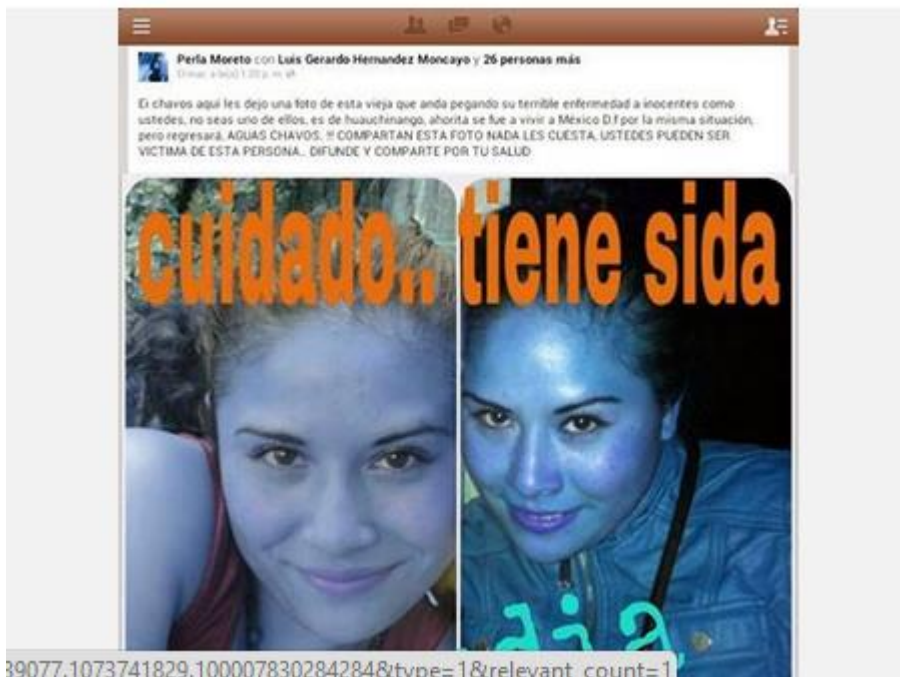 Perla Moreto con Luis Gerardo Hernandez Moncayo y 26 personas más
1:20 p. m.
Ei chavos aqui les dejo una foto de esta vieja que anda pegando su terrible enfermedad a inocentes como
ustedes, no seas uno de ellos, es de huauchinango, ahorita se fue a vivir a México D.f por la misma situación,
pero regresará. AGUAS CHAVOS. !! COMPARTAN ESTA FOTO NADA LES CUESTA, USTEDES PUEDEN SER
VICTIMA DE ESTA PERSONA.. DIFUNDE Y COMPARTE POR TU SALUD
cuidado.. tiene sida
dia
39077.1073741829.100007830284284&type=1&relevant_count=1